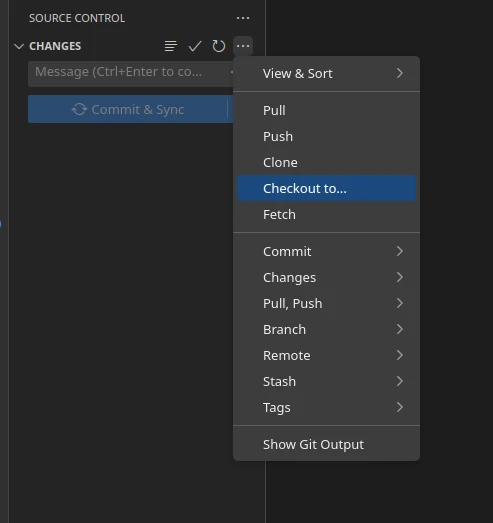 SOURCE CONTROL
CHANGES
Message (Ctrl+Enter to co...
Commit & Sync
View & Sort
Pull
Push
Clone
Checkout to...
Fetch
Commit
Changes
Pull, Push
Branch
Remote
Stash
Tags
Show Git Output